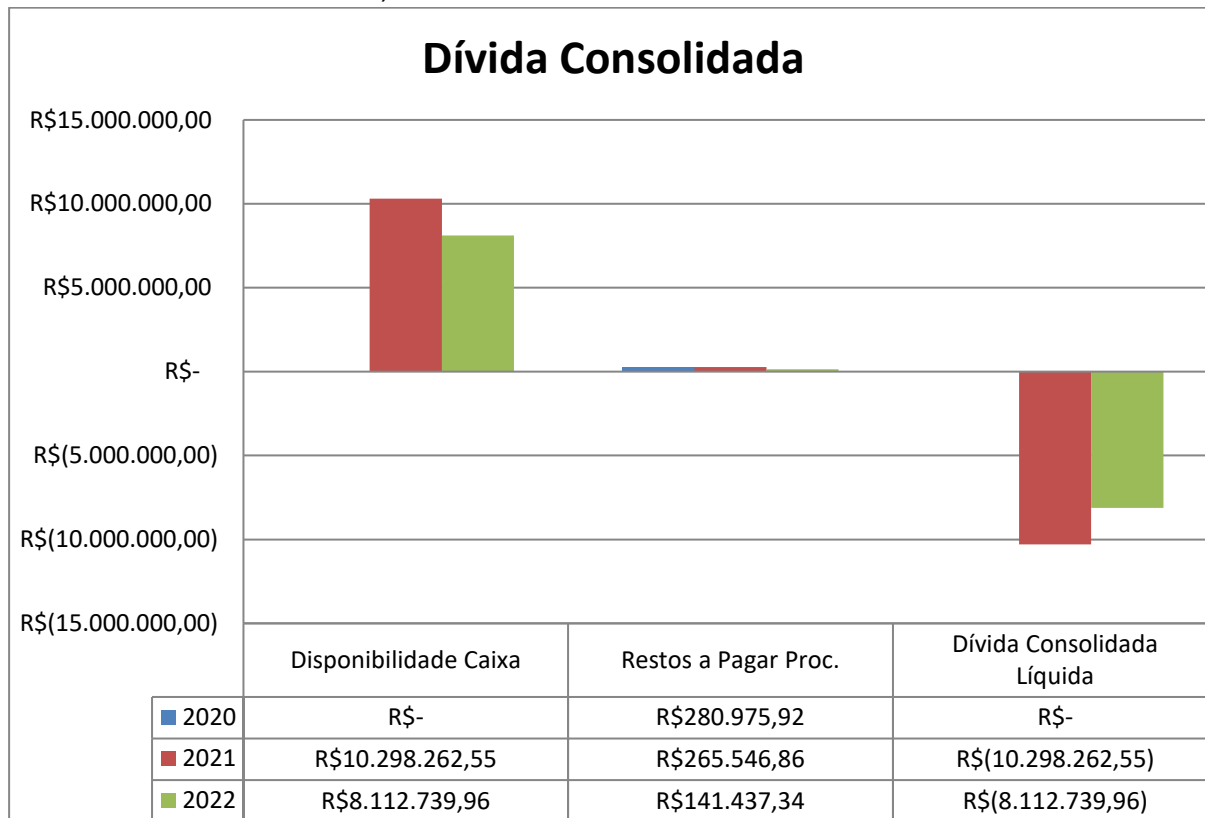 Dívida Consolidada
R$15.000.000,00
R$10.000.000,00
R$5.000.000,00
R$-
R$(5.000.000,00)
R$(10.000.000,00)
R$(15.000.000,00)
Disponibilidade Caixa Restos a Pagar Proc. Dívida Consolidada
Líquida
2020 R$- R$280.975,92 R$-
2021 R$10.298.262,55 R$265.546,86 R$(10.298.262,55)
2022 R$8.112.739,96 R$141.437,34 R$(8.112.739,96)